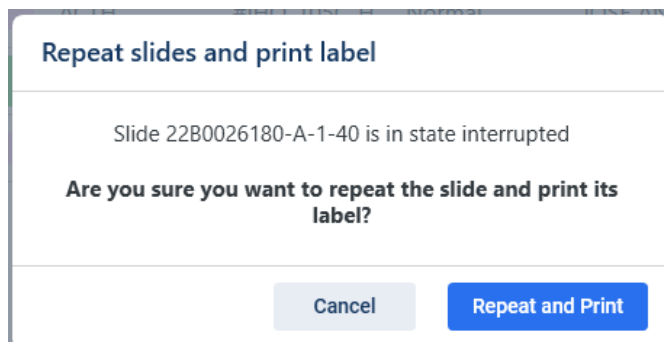 Normal
Repeat slides and print label
Slide 22B0026180-A-1-40 is in state interrupted
Are you sure you want to repeat the slide and print its
label?
Cancel
Repeat and Print